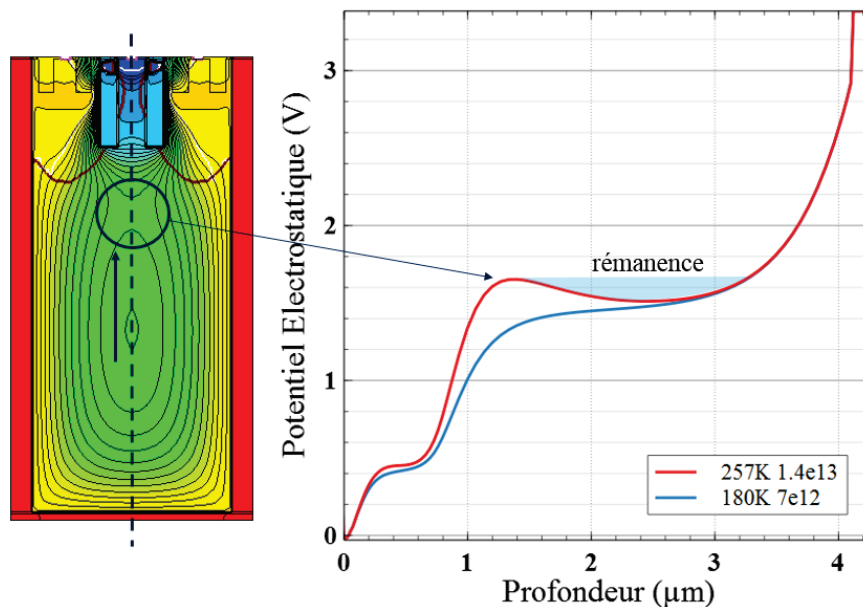 Potentiel Electrostatique (V)
3
2
1
0
rémanence
257K 1.4e13
180K 7e12
0
1
2
3
4
Profondeur (µm)